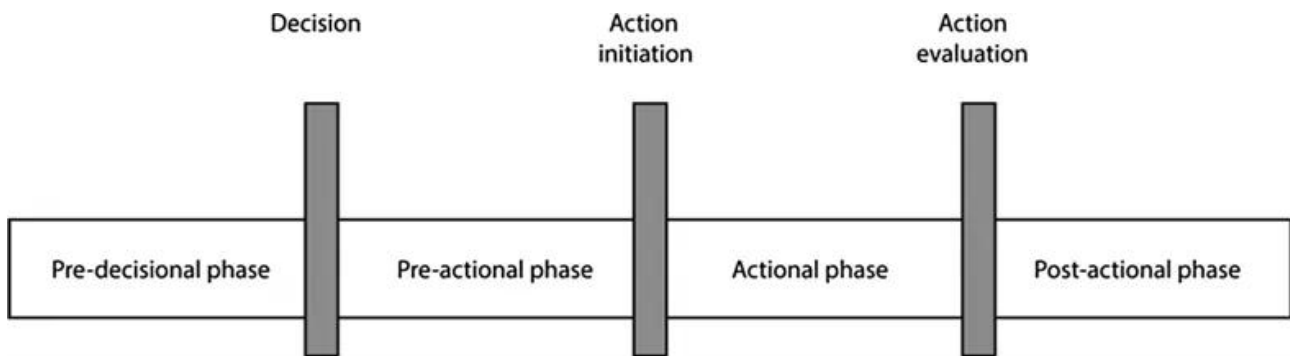 Decision
Action
initiation
Action
evaluation
Pre-decisional phase
Pre-actional phase
Actional phase
Post-actional phase